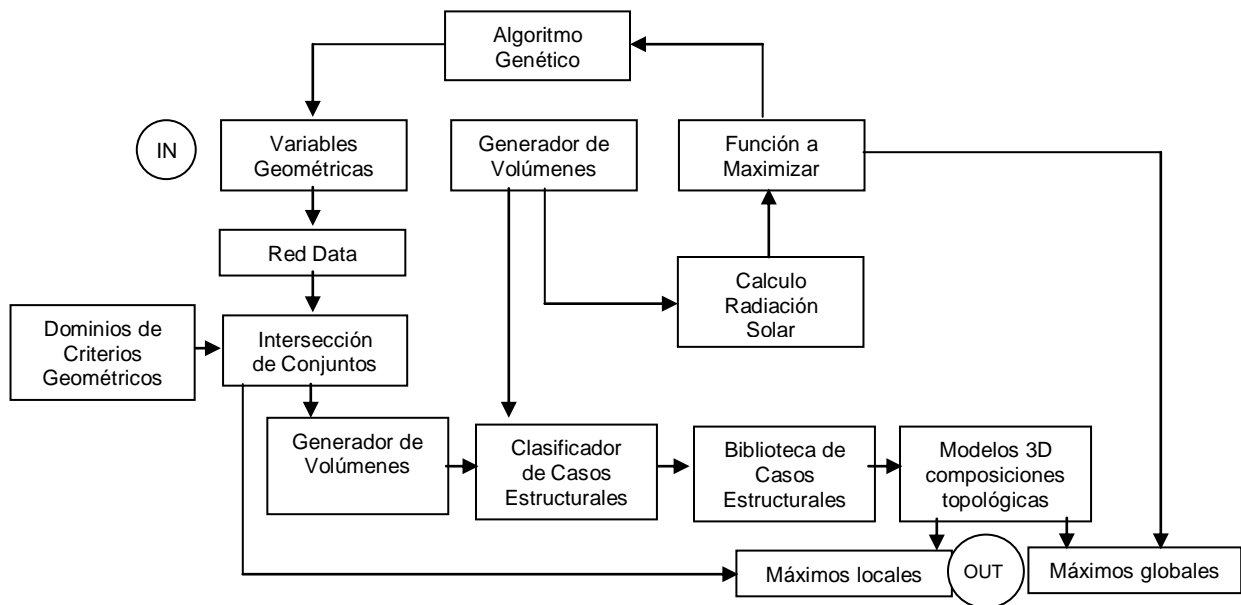 Algoritmo
Genético
IN
Variables
Geométricas
Generador de
Volúmenes
Función a
Maximizar
Red Data
Calculo
Radiación
Solar
Dominios de
Criterios
Geométricos
Intersección
de Conjuntos
Generador de
Volúmenes
Clasificador
de Casos
Estructurales
Biblioteca de
Casos
Estructurales
Modelos 3D
composiciones
topológicas
Máximos locales
OUT
Máximos globales